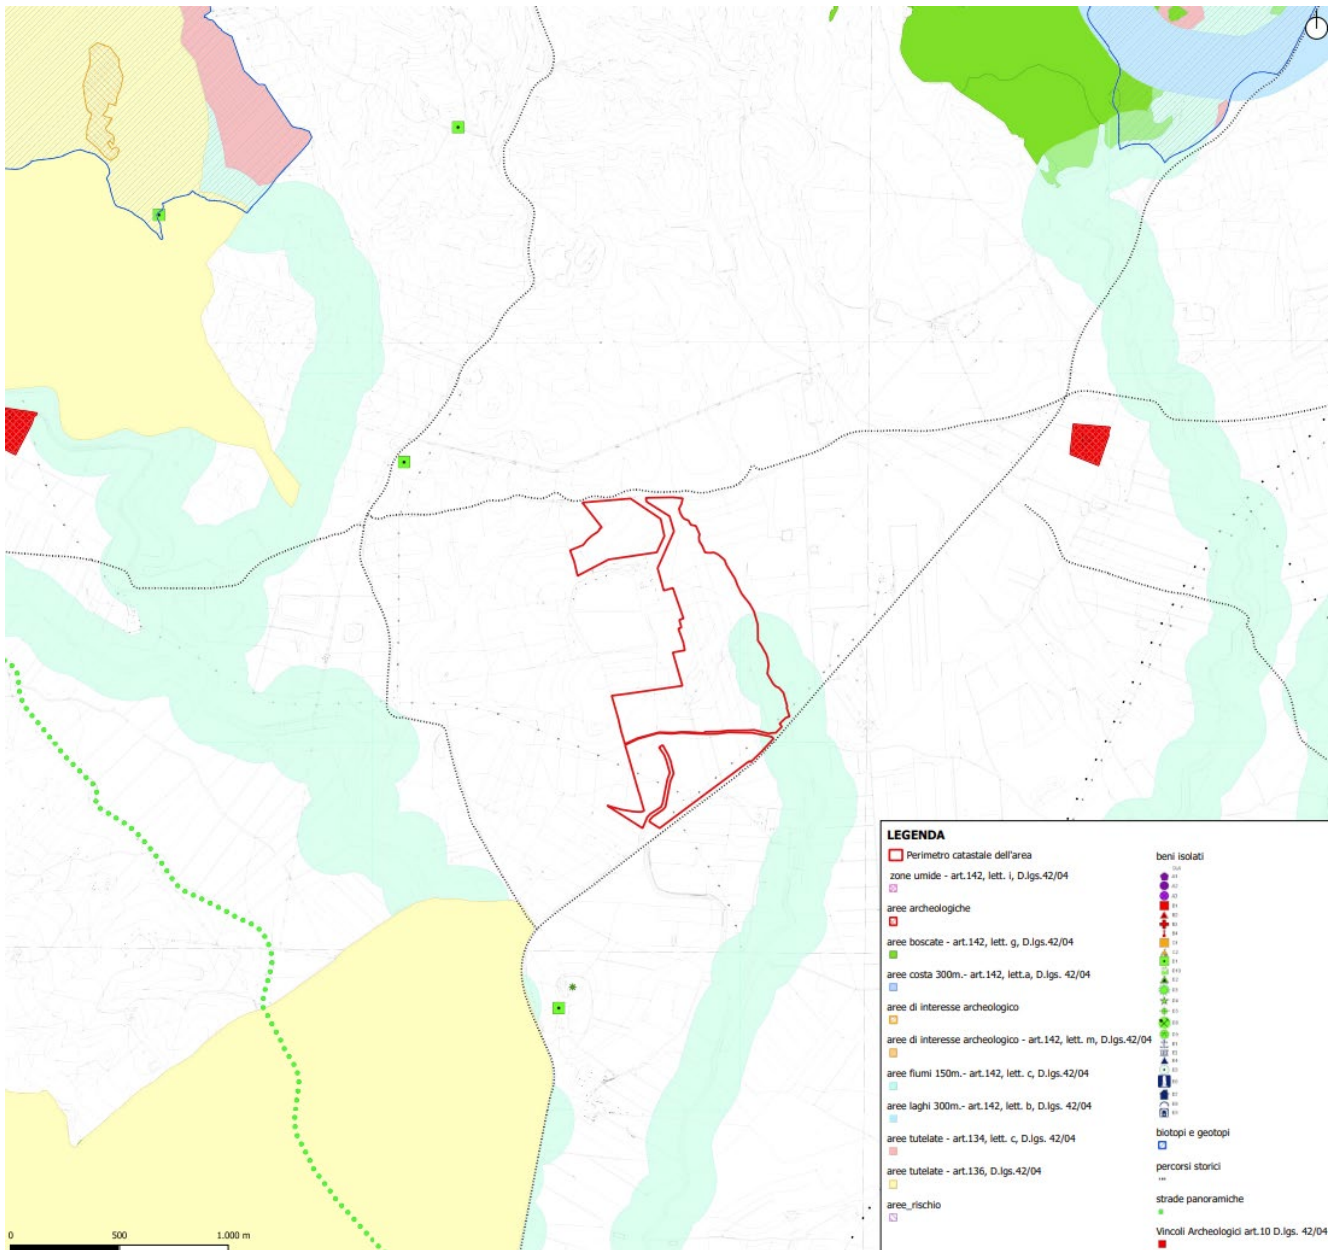 LEGENDA
Perimetro catastale dell'area
zone umide - art.142, lett. i, D.lgs.42/04
aree archeologiche
aree boscate - art.142, lett. g, D.lgs.42/04
aree costa 300m.- art.142, lett.a, D.lgs. 42/04
aree di interesse archeologico
aree di interesse archeologico - art.142, lett. m, D.lgs.42/04
aree fiumi 150m.- art.142, lett. c, D.lgs.42/04
aree laghi 300m.- art.142, lett. b, D.lgs. 42/04
aree tutelate - art.134, lett. c, D.lgs. 42/04
aree tutelate - art.136, D.lgs.42/04
aree_rischio
beni isolati
biotopi e geotopi
percorsi storici
strade panoramiche
Vincoli Archeologici art.10 D.lgs. 42/04
0 500 1.000 m